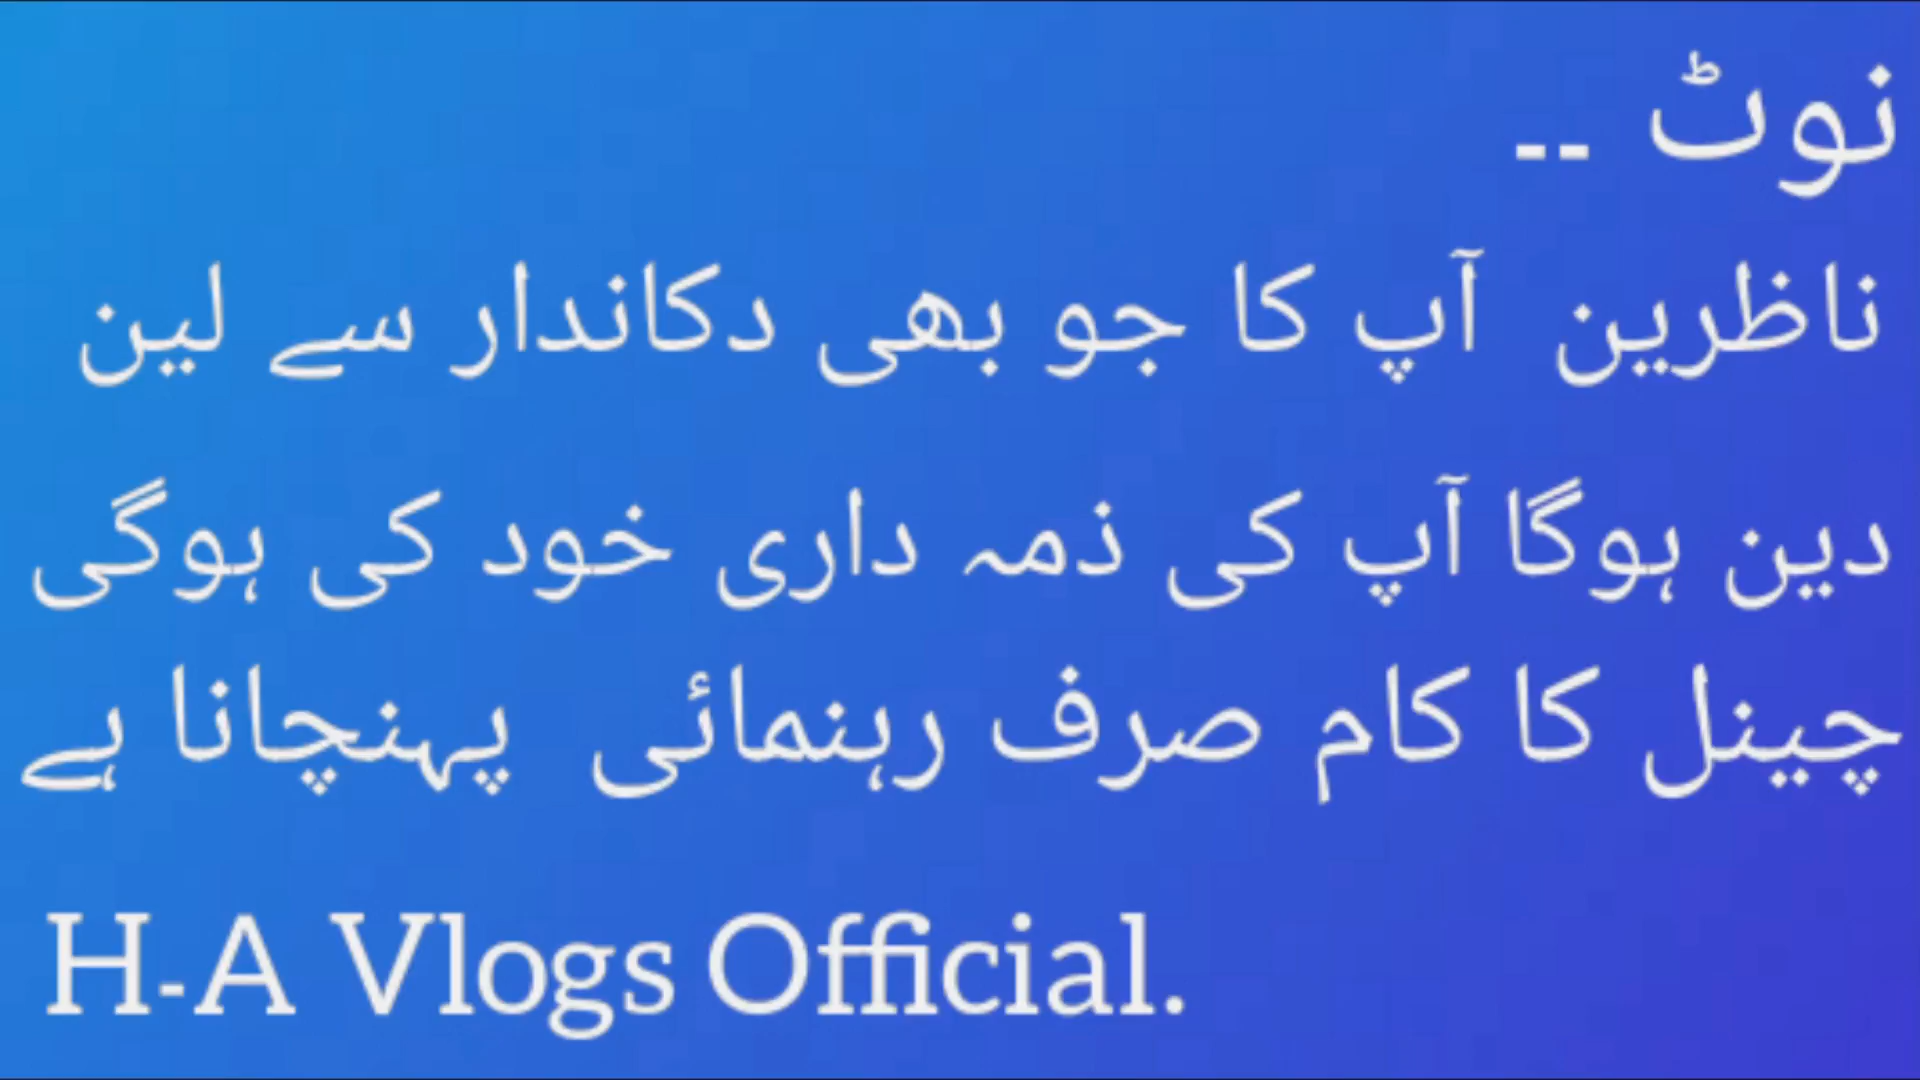 نوٹ --
ناظرین آپ کا جو بھی دکاندار سے لین
دین ہوگا آپ کی ذمہ داری خود کی ہوگی
چینل کا کام صرف رہنمائی پہنچانا ہے
H-A Vlogs Official.